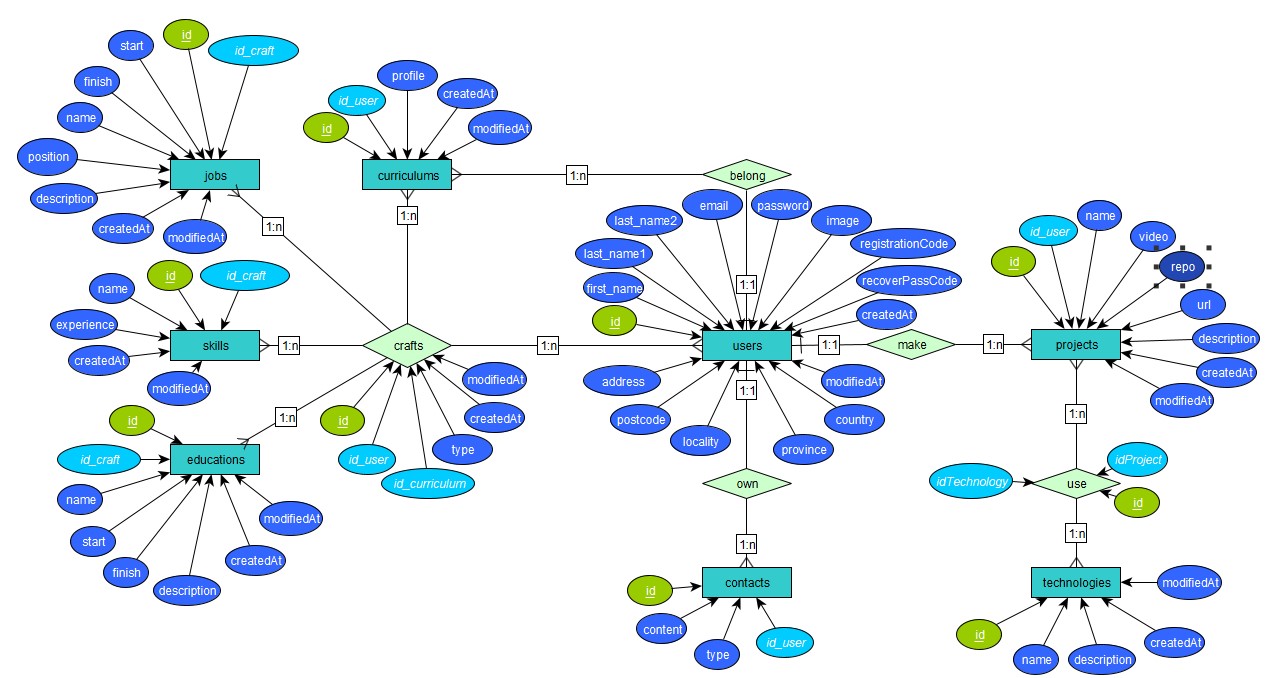 id
start
id_craft
finish
name
position
description
createdAt
modifiedAt
jobs
1:n
profile
id_user
createdAt
id
modifiedAt
curriculums
1:n
1:n
belong
1:1
last_name2
email
password
image
last_name1
registrationCode
first_name
recoverPassCode
id
createdAt
users
address
modifiedAt
postcode
country
locality
province
1:1
make
1:n
name
id_user
video
id
repo
url
projects
description
createdAt
modifiedAt
1:n
id
id_craft
name
experience
createdAt
modifiedAt
skills
1:n
crafts
1:n
modifiedAt
createdAt
id
type
id_user
id_curriculum
1:n
id
id_craft
educations
name
start
finish
description
createdAt
modifiedAt
1:1
own
1:n
contacts
id
content
type
id_user
idProject
idTechnology
use
id
1:n
technologies
modifiedAt
id
name
description
createdAt